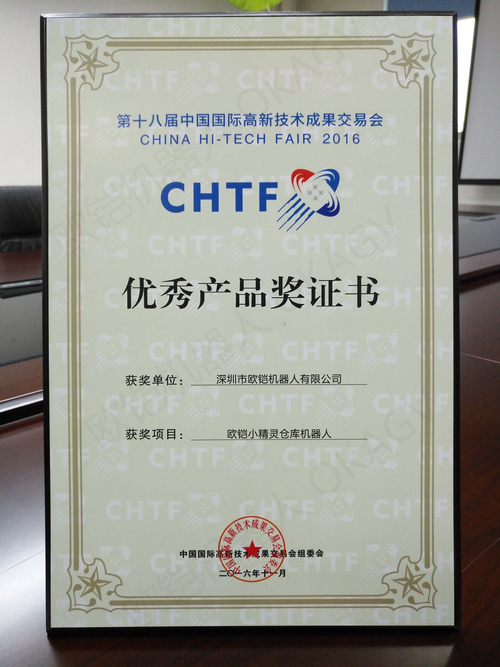 第十八届中国国际高新技术成果交易会
CHINA HI-TECH FAIR 2016
CHTF
优秀产品奖证书
获奖单位： 深圳市欧铠机器人有限公司
获奖项目： 欧铠小精灵仓库机器人
中国国际高新技术成果交易会组委会
二〇一六年十一月